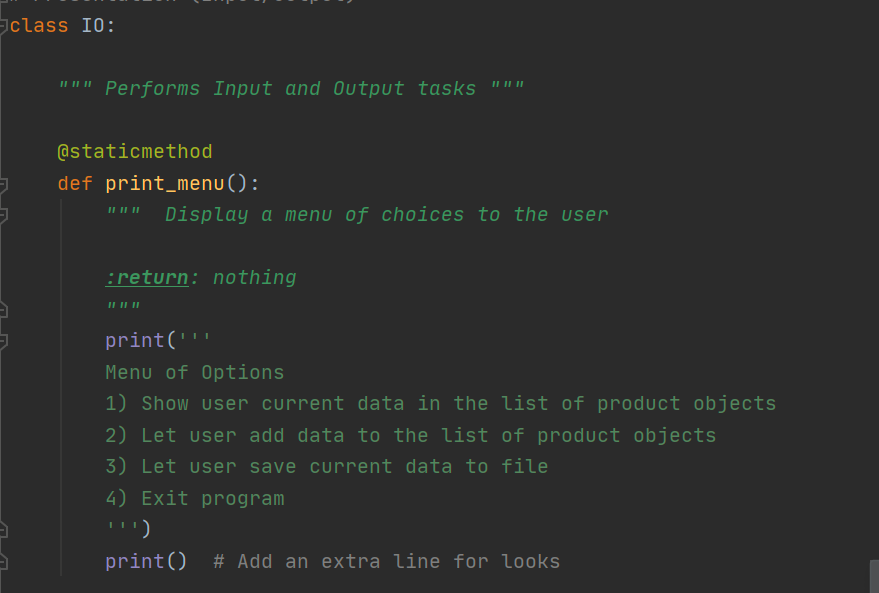 class IO:
""" Performs Input and Output tasks """
@staticmethod
def print_menu():
"""  Display a menu of choices to the user
:return: nothing
"""
print('''
Menu of Options
1) Show user current data in the list of product objects
2) Let user add data to the list of product objects
3) Let user save current data to file
4) Exit program
''')
print()  # Add an extra line for looks